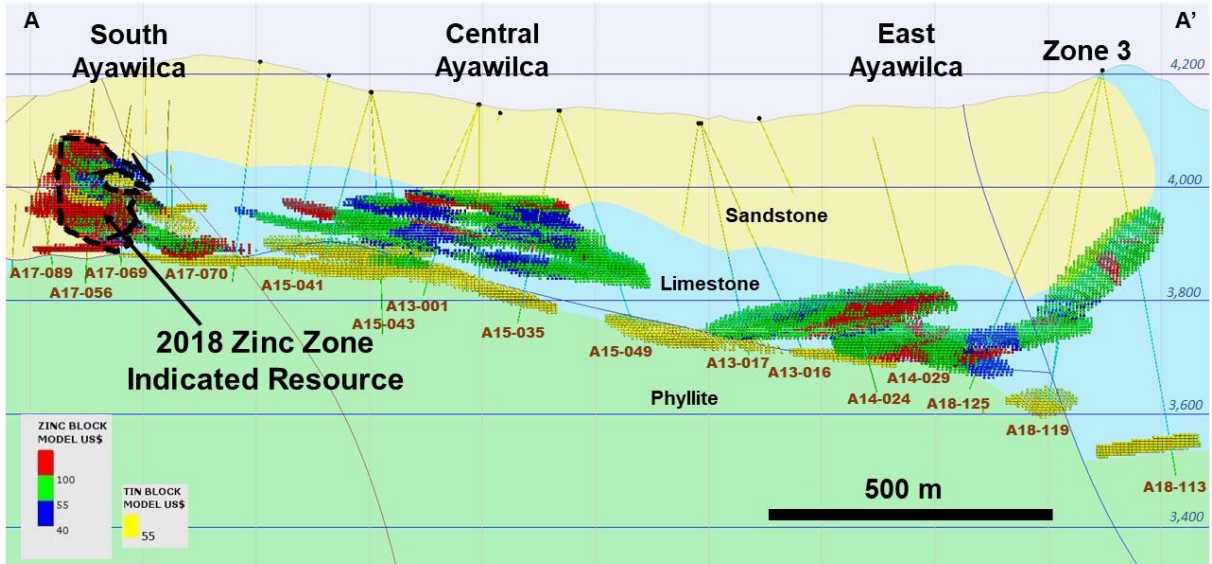 A
A'
South
Ayawilca
Central
Ayawilca
East
Ayawilca
Zone 3
4,200
4,000
Sandstone
Limestone
3,800
A17-089
A17-069
A17-070
A17-056
A15-041
A13-001
A15-043
A15-035
A15-049
A13-017
A13-016
A14-029
A14-024
A18-125
A18-119
A18-113
2018 Zinc Zone
Indicated Resource
Phyllite
3,600
ZINC BLOCK
MODEL US$
100
55
40
TIN BLOCK
MODEL US$
55
500 m
3,400